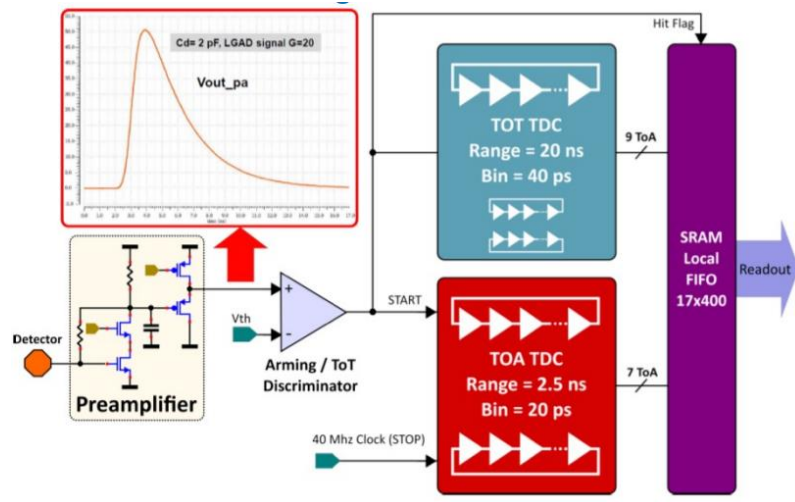 Cd= 2 pF, LGAD signal G=20
Vout_pa
Hit Flag
TOT TDC
Range = 20 ns
Bin = 40 ps
9 ToA
SRAM
Local
FIFO
17x400
Readout
Detector
Preamplifier
Vth
+
-
Arming / ToT
Discriminator
START
TOA TDC
Range = 2.5 ns
Bin = 20 ps
7 ToA
40 Mhz Clock (STOP)